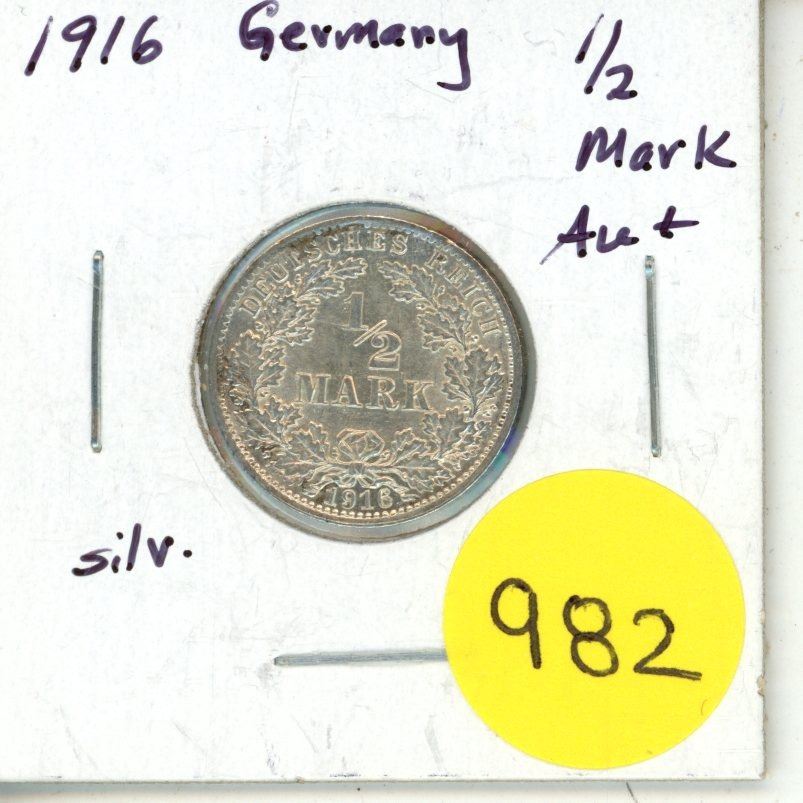 1916 Germany 1/2
Mark
Au+
DEUTSCHES REICH
1/2
MARK
1916
silv.
982